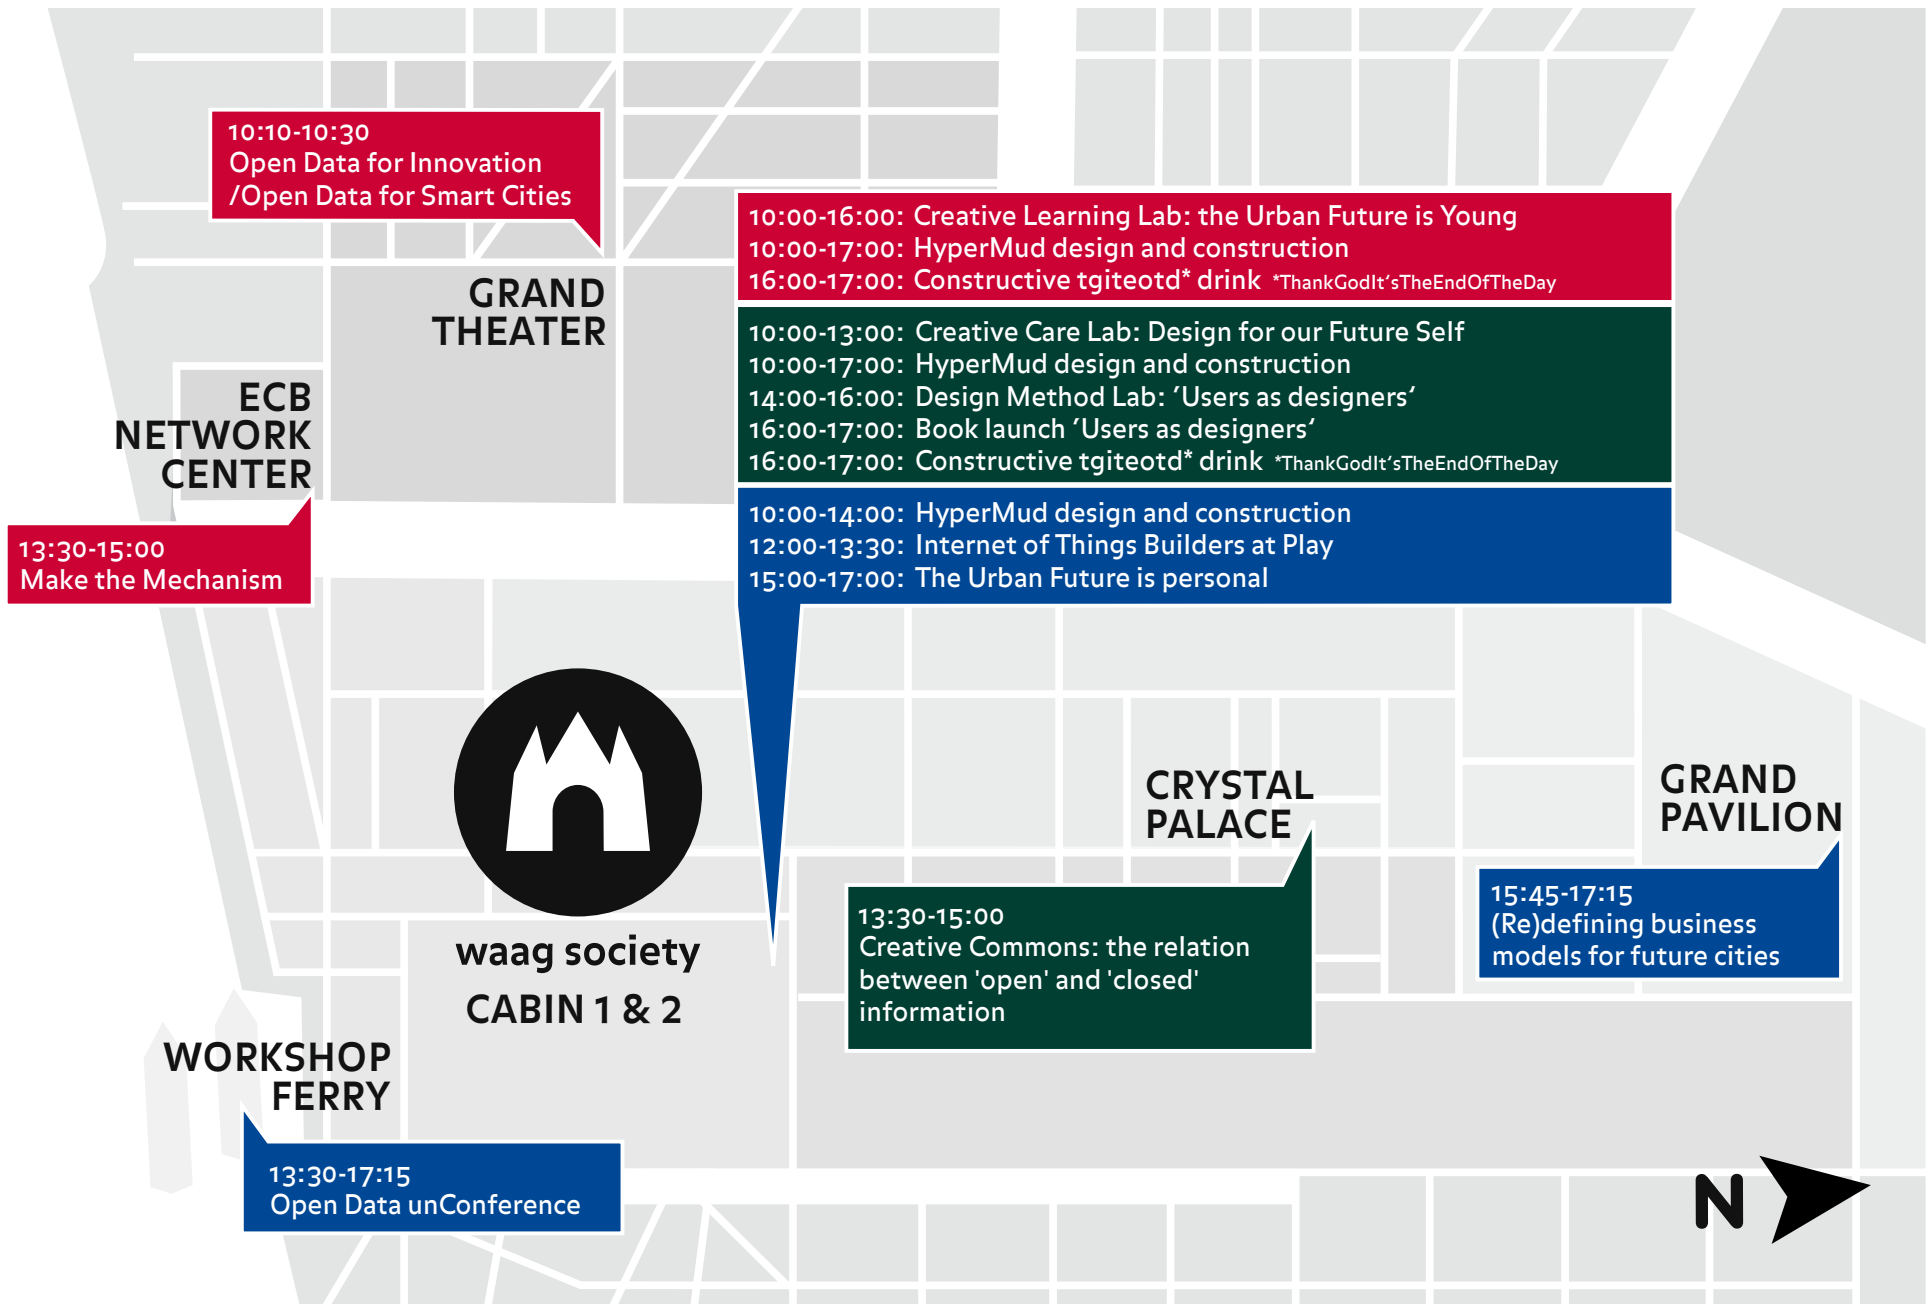 10:10-10:30
Open Data for Innovation
/Open Data for Smart Cities
GRAND
THEATER
10:00-16:00: Creative Learning Lab: the Urban Future is Young
10:00-17:00: HyperMud design and construction
16:00-17:00: Constructive tgiteotd* drink *ThankGodIt'sTheEndOfTheDay
10:00-13:00: Creative Care Lab: Design for our Future Self
10:00-17:00: HyperMud design and construction
14:00-16:00: Design Method Lab: 'Users as designers'
16:00-17:00: Book launch 'Users as designers'
16:00-17:00: Constructive tgiteotd* drink *ThankGodIt'sTheEndOfTheDay
10:00-14:00: HyperMud design and construction
12:00-13:30: Internet of Things Builders at Play
15:00-17:00: The Urban Future is personal
ECB
NETWORK
CENTER
13:30-15:00
Make the Mechanism
waag society
CABIN 1 & 2
CRYSTAL
PALACE
13:30-15:00
Creative Commons: the relation
between 'open' and 'closed'
information
GRAND
PAVILION
15:45-17:15
(Re)defining business
models for future cities
WORKSHOP
FERRY
13:30-17:15
Open Data unConference
N